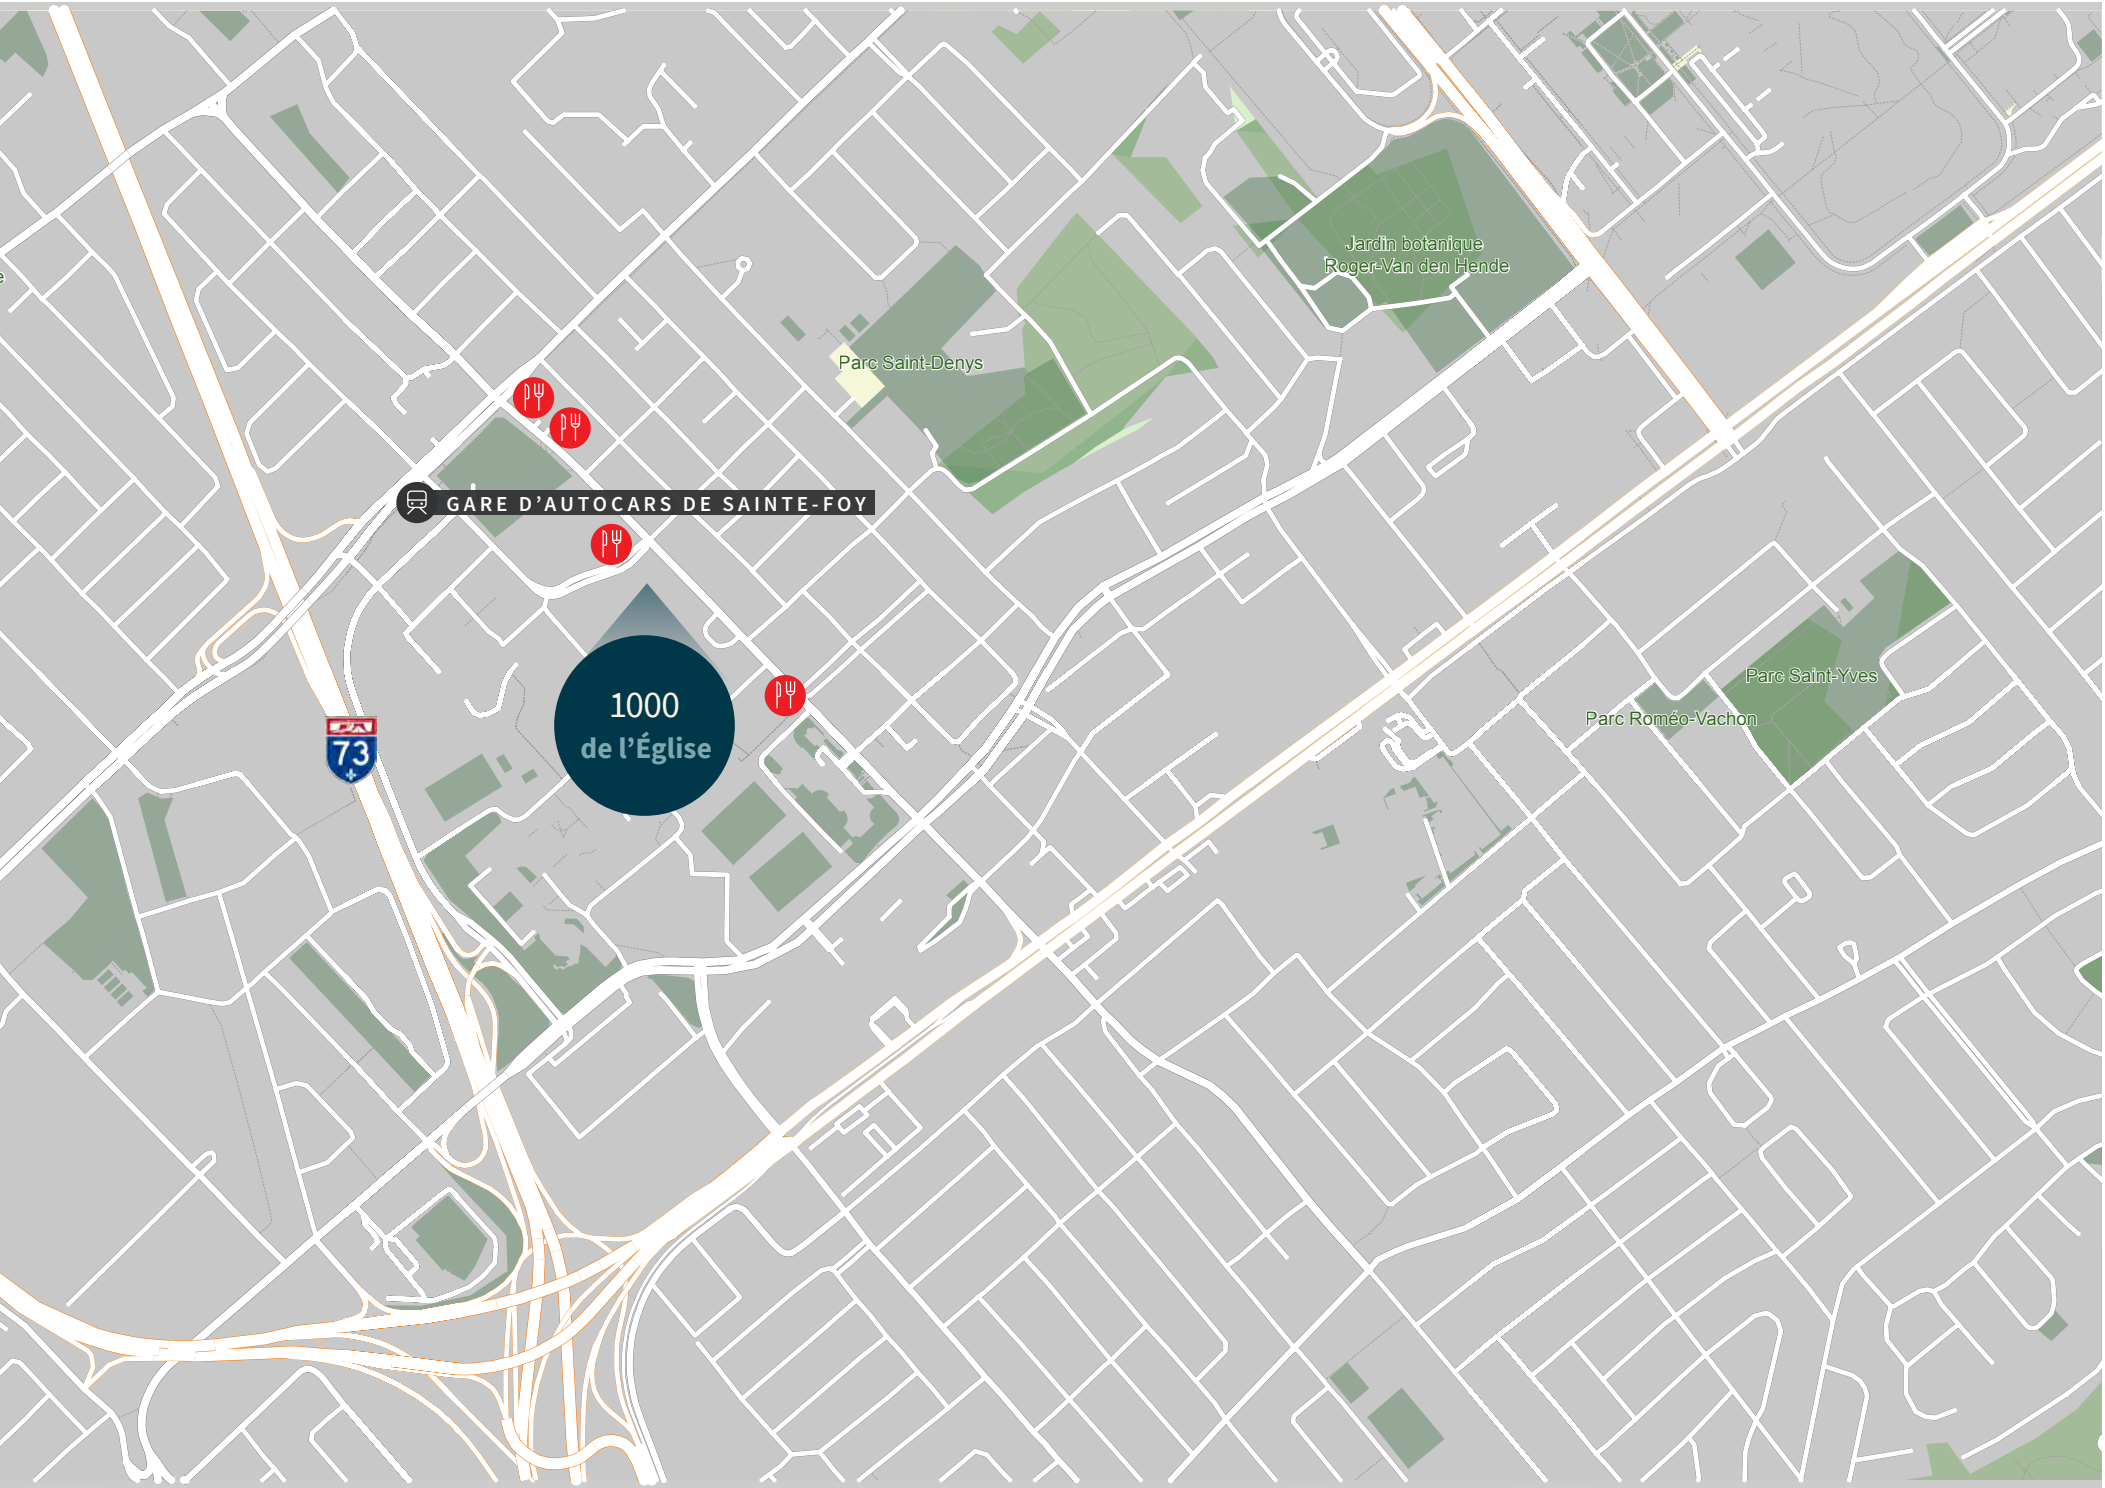 Jardin botanique
Roger-Van den Hende
e
Parc Saint-Denys
GARE D’AUTOCARS DE SAINTE-FOY
Parc Saint-Yves
Parc Roméo-Vachon
1000
de l’Église
73